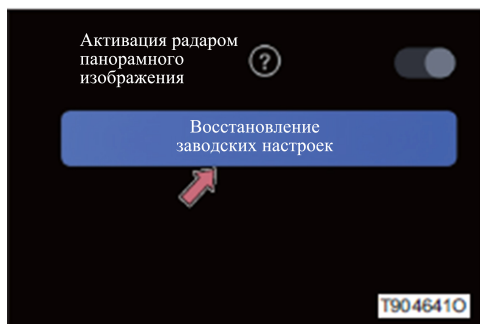 Активация радаром
панорамного
изображения
?
Восстановление
заводских настроек
T904641O